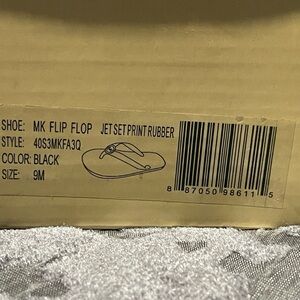 SHOE: MK FLIP FLOP JET SET PRINT RUBBER
STYLE: 40S3MKFA3Q
COLOR: BLACK
SIZE: 9M
8 87050 98611 5